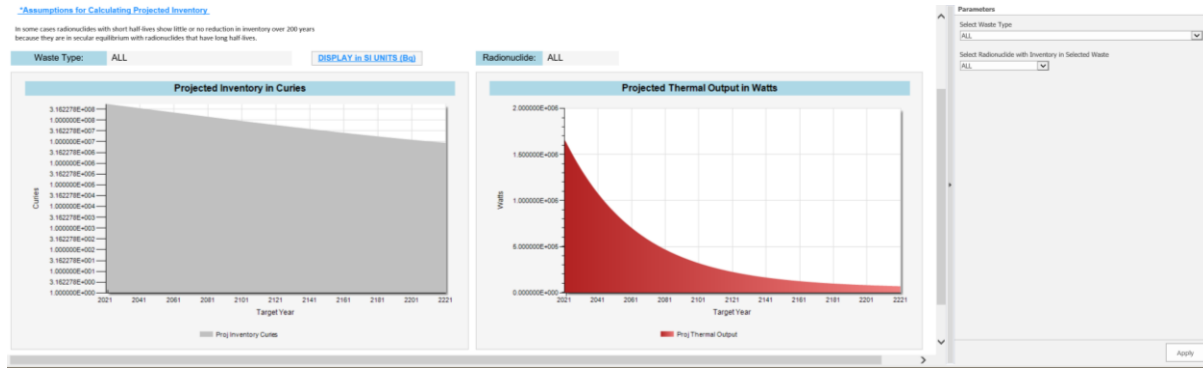 *Assumptions for Calculating Projected Inventory
In some cases radionuclides with short half-lives show little or no reduction in inventory over 200 years
because they are in secular equilibrium with radionuclides that have long half-lives.
Waste Type: ALL
DISPLAY in SI UNITS (Bq)
Radionuclide: ALL
Projected Inventory in Curies
3.162278E+008
1.000000E+008
3.162278E+007
1.000000E+007
3.162278E+006
1.000000E+006
3.162278E+005
1.000000E+005
3.162278E+004
1.000000E+004
3.162278E+003
1.000000E+003
3.162278E+002
1.000000E+002
3.162278E+001
1.000000E+001
3.162278E+000
1.000000E+000
Curies
2021 2041 2061 2081 2101 2121 2141 2161 2181 2201 2221
Target Year
Proj Inventory Curies
Projected Thermal Output in Watts
2.000000E+006
1.500000E+006
1.000000E+006
5.000000E+005
0.000000E+000
Watts
2021 2041 2061 2081 2101 2121 2141 2161 2181 2201 2221
Target Year
Proj Thermal Output
Parameters
Select Waste Type
ALL
Select Radionuclide with Inventory in Selected Waste
ALL
Apply